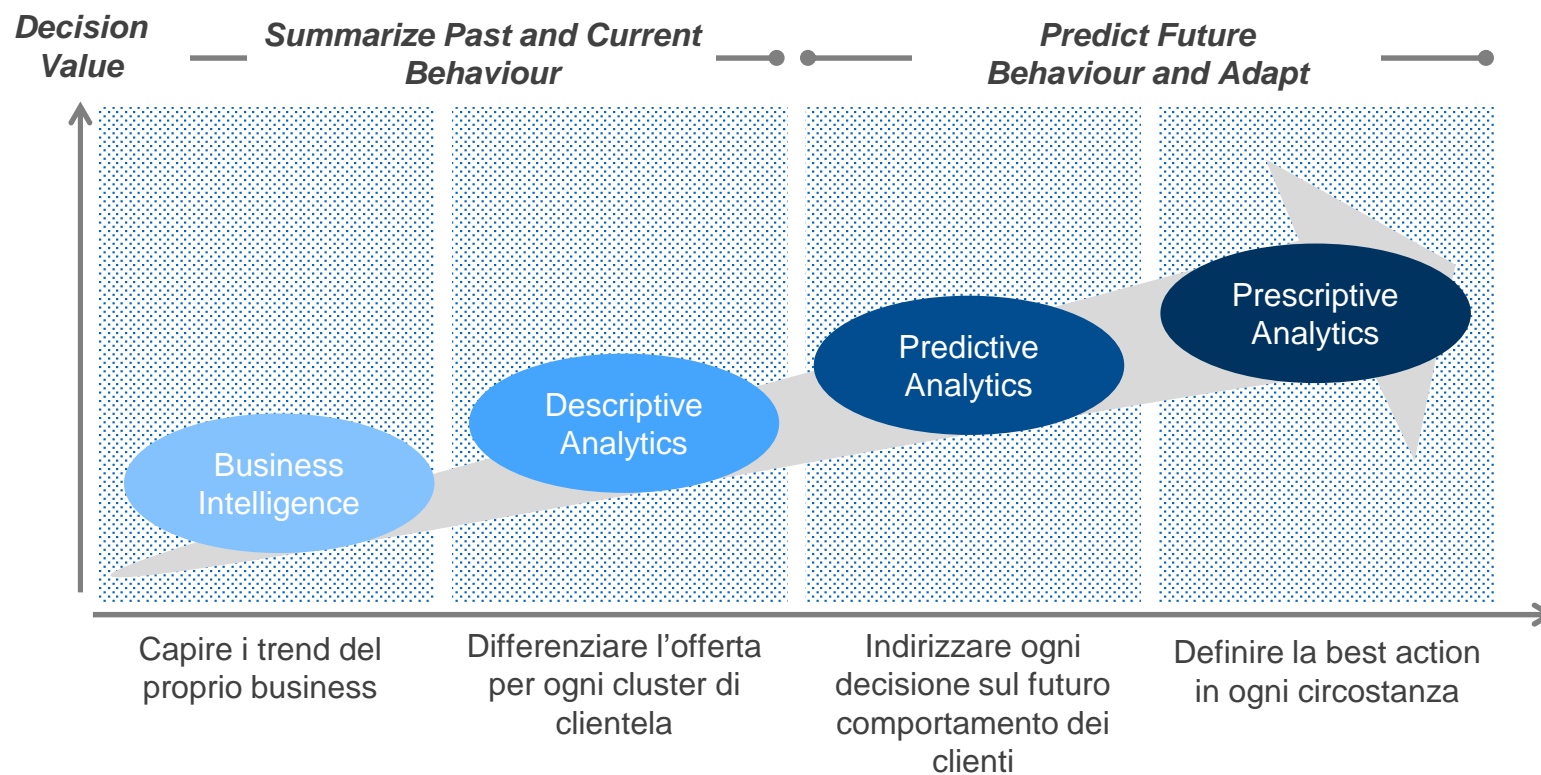 Decision
Value
Summarize Past and Current
Behaviour
Predict Future
Behaviour and Adapt
Business
Intelligence
Descriptive
Analytics
Predictive
Analytics
Prescriptive
Analytics
Capire i trend del
proprio business
Differenziare l’offerta
per ogni cluster di
clientela
Indirizzare ogni
decisione sul futuro
comportamento dei
clienti
Definire la best action
in ogni circostanza